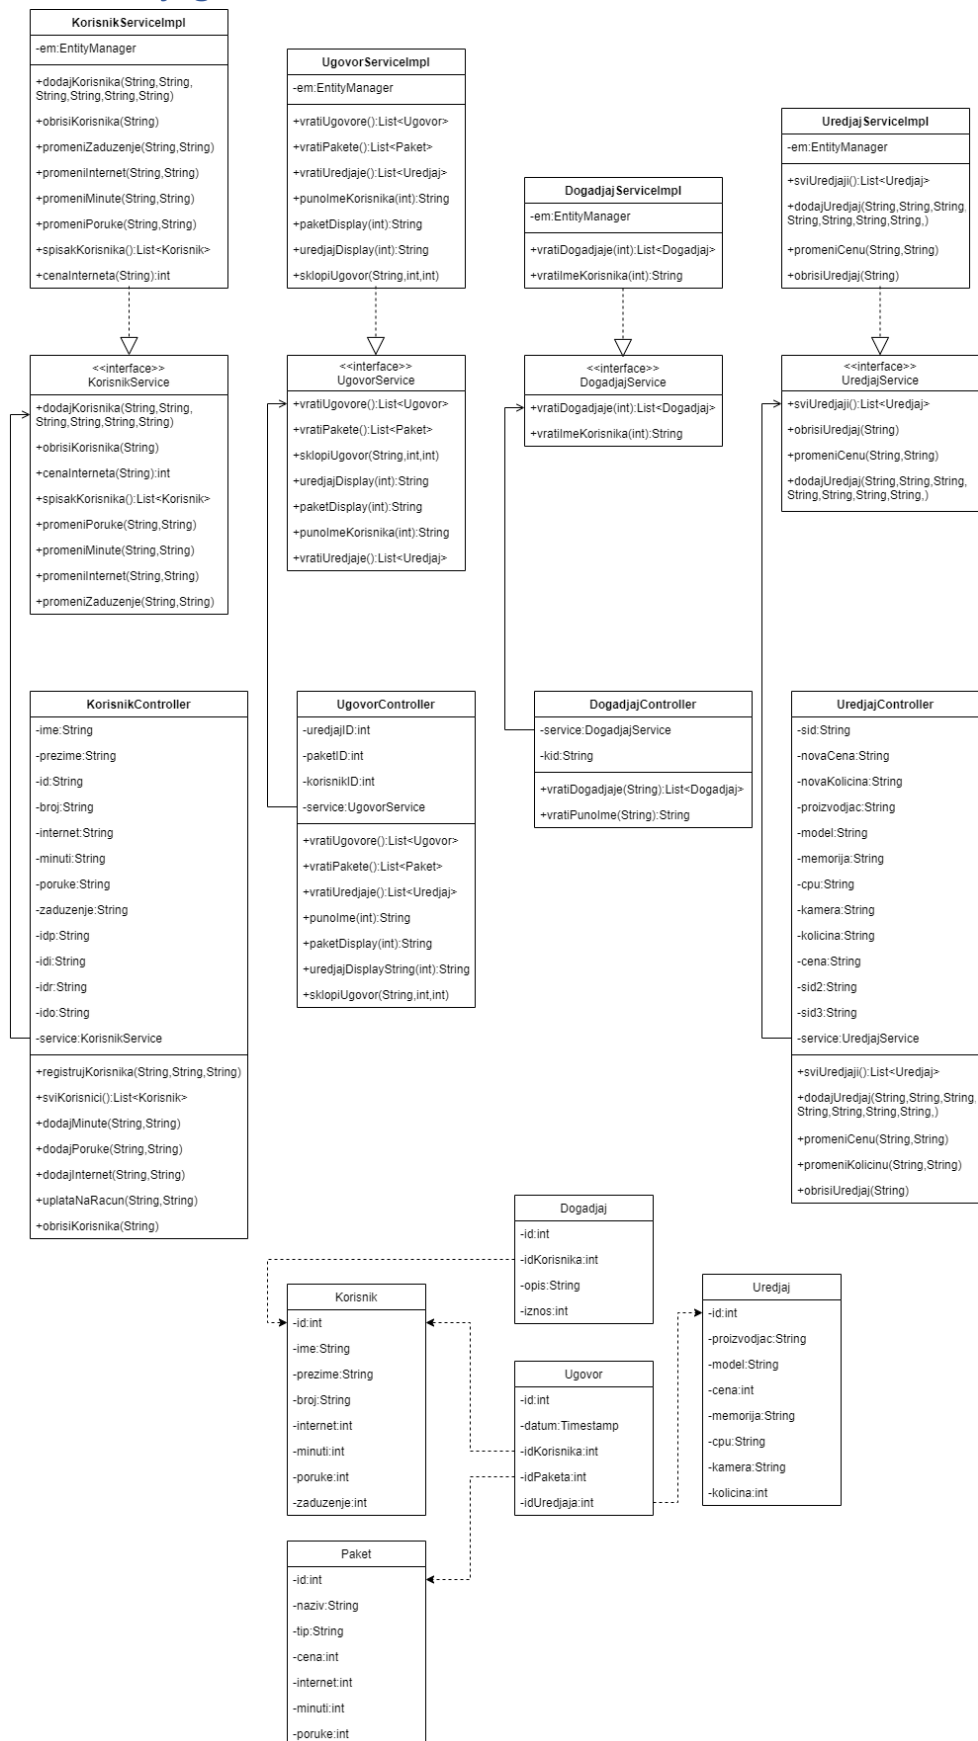 KorisnikServiceImpl
-em:EntityManager
+dodajKorisnika(String,String,
String,String,String,String)
+obrisiKorisnika(String)
+promeniZaduzenje(String,String)
+promeniInternet(String,String)
+promeniMinute(String,String)
+promeniPoruke(String,String)
+spisakKorisnika():List<Korisnik>
+cenaInterneta(String):int
UgovorServiceImpl
-em:EntityManager
+vratiUgovore():List<Ugovor>
+vratiPakete():List<Paket>
+vratiUredjaje():List<Uredjaj>
+punoImeKorisnika(int):String
+paketDisplay(int):String
+uredjajDisplay(int):String
+sklopiUgovor(String,int,int)
DogadjajServiceImpl
-em:EntityManager
+vratiDogadjaje(int):List<Dogadjaj>
+vratiImeKorisnika(int):String
UredjajServiceImpl
-em:EntityManager
+sviUredjaji():List<Uredjaj>
+dodajUredjaj(String,String,String,
String,String,String,String,)
+promeniCenu(String,String)
+obrisiUredjaj(String)
<<interface>>
KorisnikService
+dodajKorisnika(String,String,
String,String,String,String)
+obrisiKorisnika(String)
+cenaInterneta(String):int
+spisakKorisnika():List<Korisnik>
+promeniPoruke(String,String)
+promeniMinute(String,String)
+promeniInternet(String,String)
+promeniZaduzenje(String,String)
<<interface>>
UgovorService
+vratiUgovore():List<Ugovor>
+vratiPakete():List<Paket>
+sklopiUgovor(String,int,int)
+uredjajDisplay(int):String
+paketDisplay(int):String
+punoImeKorisnika(int):String
+vratiUredjaje():List<Uredjaj>
<<interface>>
DogadjajService
+vratiDogadjaje(int):List<Dogadjaj>
+vratiImeKorisnika(int):String
<<interface>>
UredjajService
+sviUredjaji():List<Uredjaj>
+obrisiUredjaj(String)
+promeniCenu(String,String)
+dodajUredjaj(String,String,String,
String,String,String,String,)
KorisnikController
-ime:String
-prezime:String
-id:String
-broj:String
-internet:String
-minuti:String
-poruke:String
-zaduzenje:String
-idp:String
-idi:String
-idr:String
-ido:String
-service:KorisnikService
+registrujKorisnika(String,String,String)
+sviKorisnici():List<Korisnik>
+dodajMinute(String,String)
+dodajPoruke(String,String)
+dodajInternet(String,String)
+uplataNaRacun(String,String)
+obrisiKorisnika(String)
UgovorController
-uredjajID:int
-paketID:int
-korisnikID:int
-service:UgovorService
+vratiUgovore():List<Ugovor>
+vratiPakete():List<Paket>
+vratiUredjaje():List<Uredjaj>
+punoIme(int):String
+paketDisplay(int):String
+uredjajDisplayString(int):String
+sklopiUgovor(String,int,int)
DogadjajController
-service:DogadjajService
-kid:String
+vratiDogadjaje(String):List<Dogadjaj>
+vratiPunoIme(String):String
UredjajController
-sid:String
-novaCena:String
-novaKolicina:String
-proizvodjac:String
-model:String
-memorija:String
-cpu:String
-kamera:String
-kolicina:String
-cena:String
-sid2:String
-sid3:String
-service:UredjajService
+sviUredjaji():List<Uredjaj>
+dodajUredjaj(String,String,String,
String,String,String,String,)
+promeniCenu(String,String)
+promeniKolicinu(String,String)
+obrisiUredjaj(String)
Dogadjaj
-id:int
-idKorisnika:int
-opis:String
-iznos:int
Korisnik
-id:int
-ime:String
-prezime:String
-broj:String
-internet:int
-minuti:int
-poruke:int
-zaduzenje:int
Ugovor
-id:int
-datum:Timestamp
-idKorisnika:int
-idPaketa:int
-idUredjaja:int
Uredjaj
-id:int
-proizvodjac:String
-model:String
-cena:int
-memorija:String
-cpu:String
-kamera:String
-kolicina:int
Paket
-id:int
-naziv:String
-tip:String
-cena:int
-internet:int
-minuti:int
-poruke:int